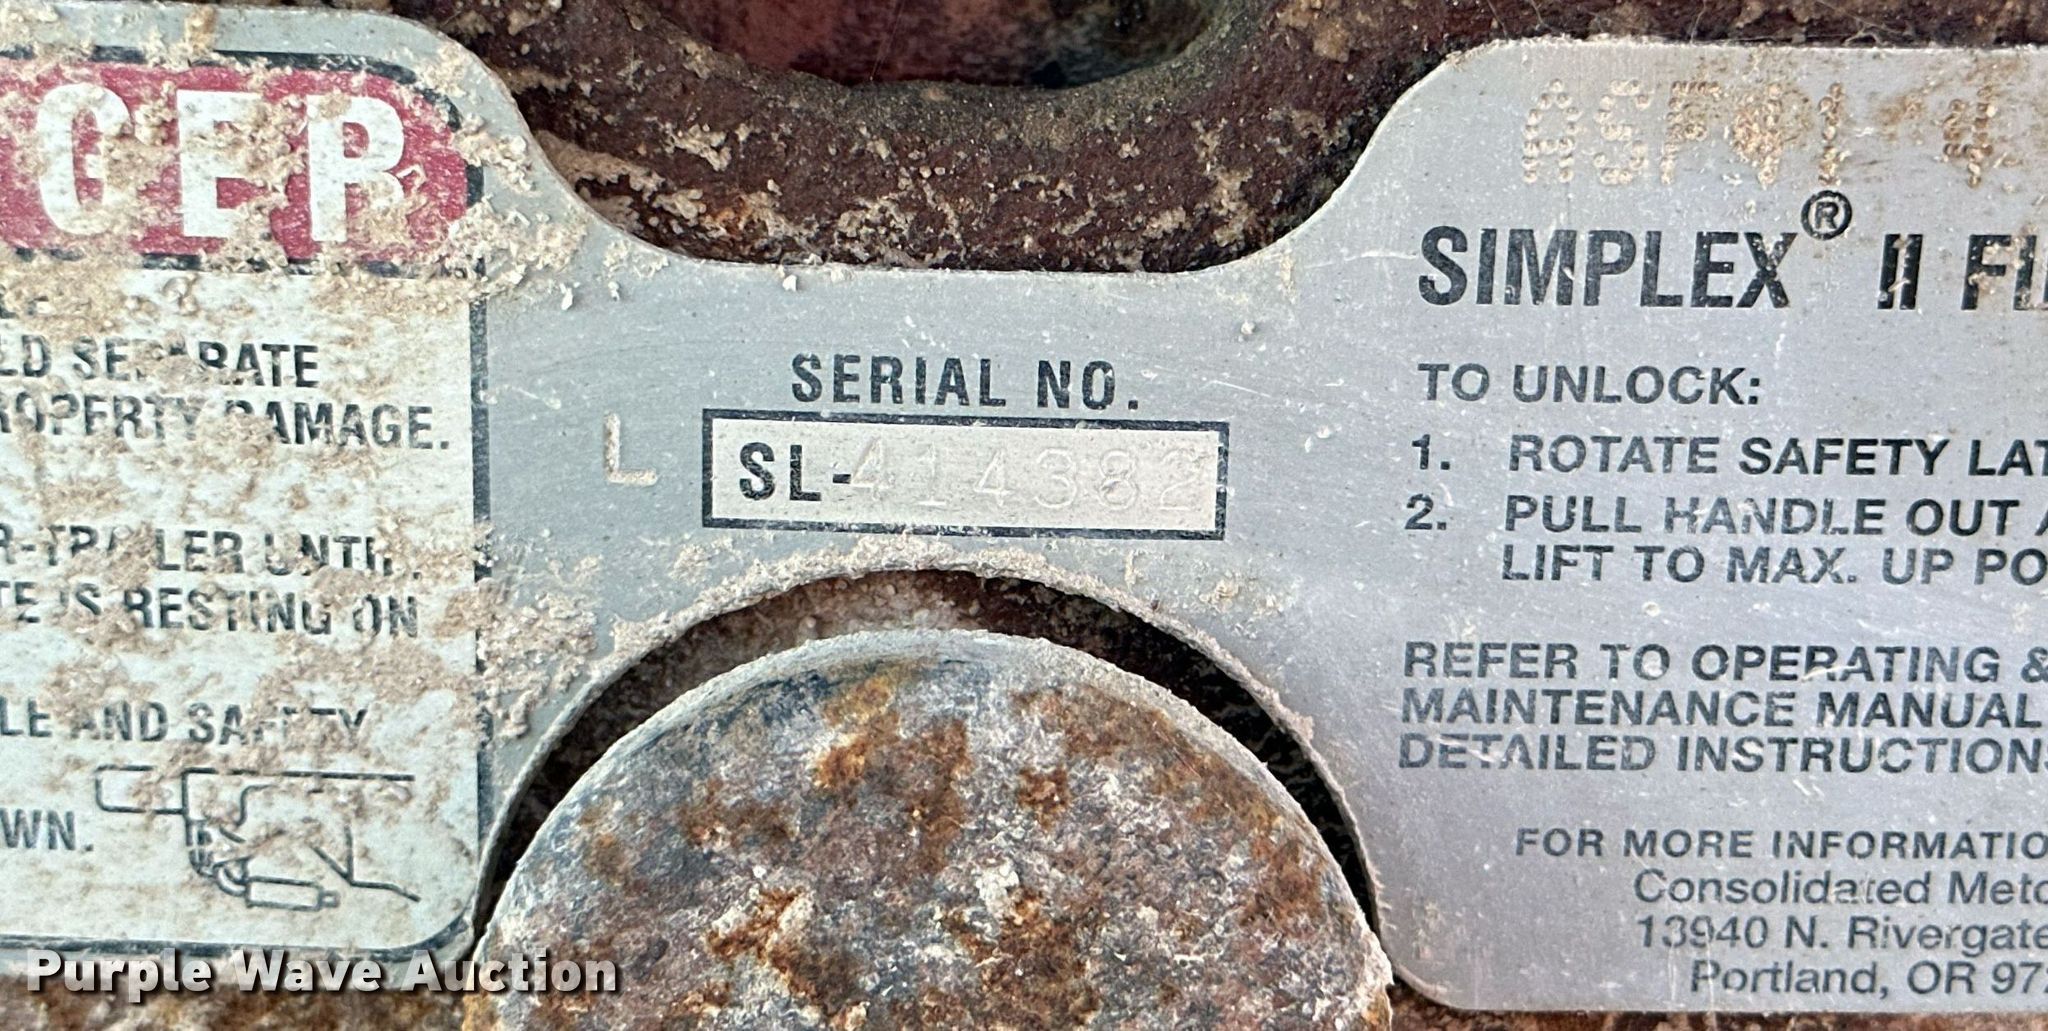 GER
LD SEPARATE
ROPERTY DAMAGE.
R-TRAILER UNTIL
TE IS RESTING ON
LE AND SAFETY
WN.
L
SERIAL NO.
SL-414382
SIMPLEX® II FI
TO UNLOCK:
1. ROTATE SAFETY LAT
2. PULL HANDLE OUT A
LIFT TO MAX. UP PO
REFER TO OPERATING &
MAINTENANCE MANUAL
DETAILED INSTRUCTIONS
FOR MORE INFORMATIO
Consolidated Meto
13940 N. Rivergate
Portland, OR 972
Purple Wave Auction